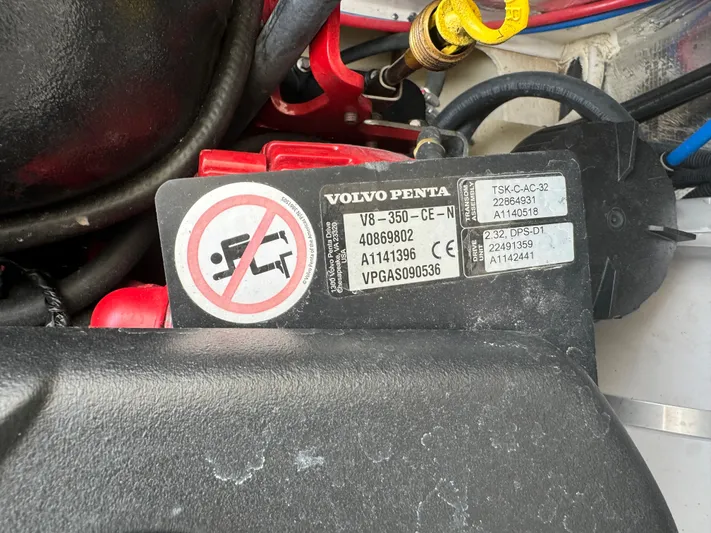 VOLVO PENTA
V8-350-CE-N
40869802
A1141396
CE
VPGAS090536
1300 Volvo Penta Drive
Chesapeake, VA 23320
USA
TRANSOM ASSEMBLY
TSK-C-AC-32
22864931
A1140518
DRIVE UNIT
2.32, DPS-D1
22491359
A1142441